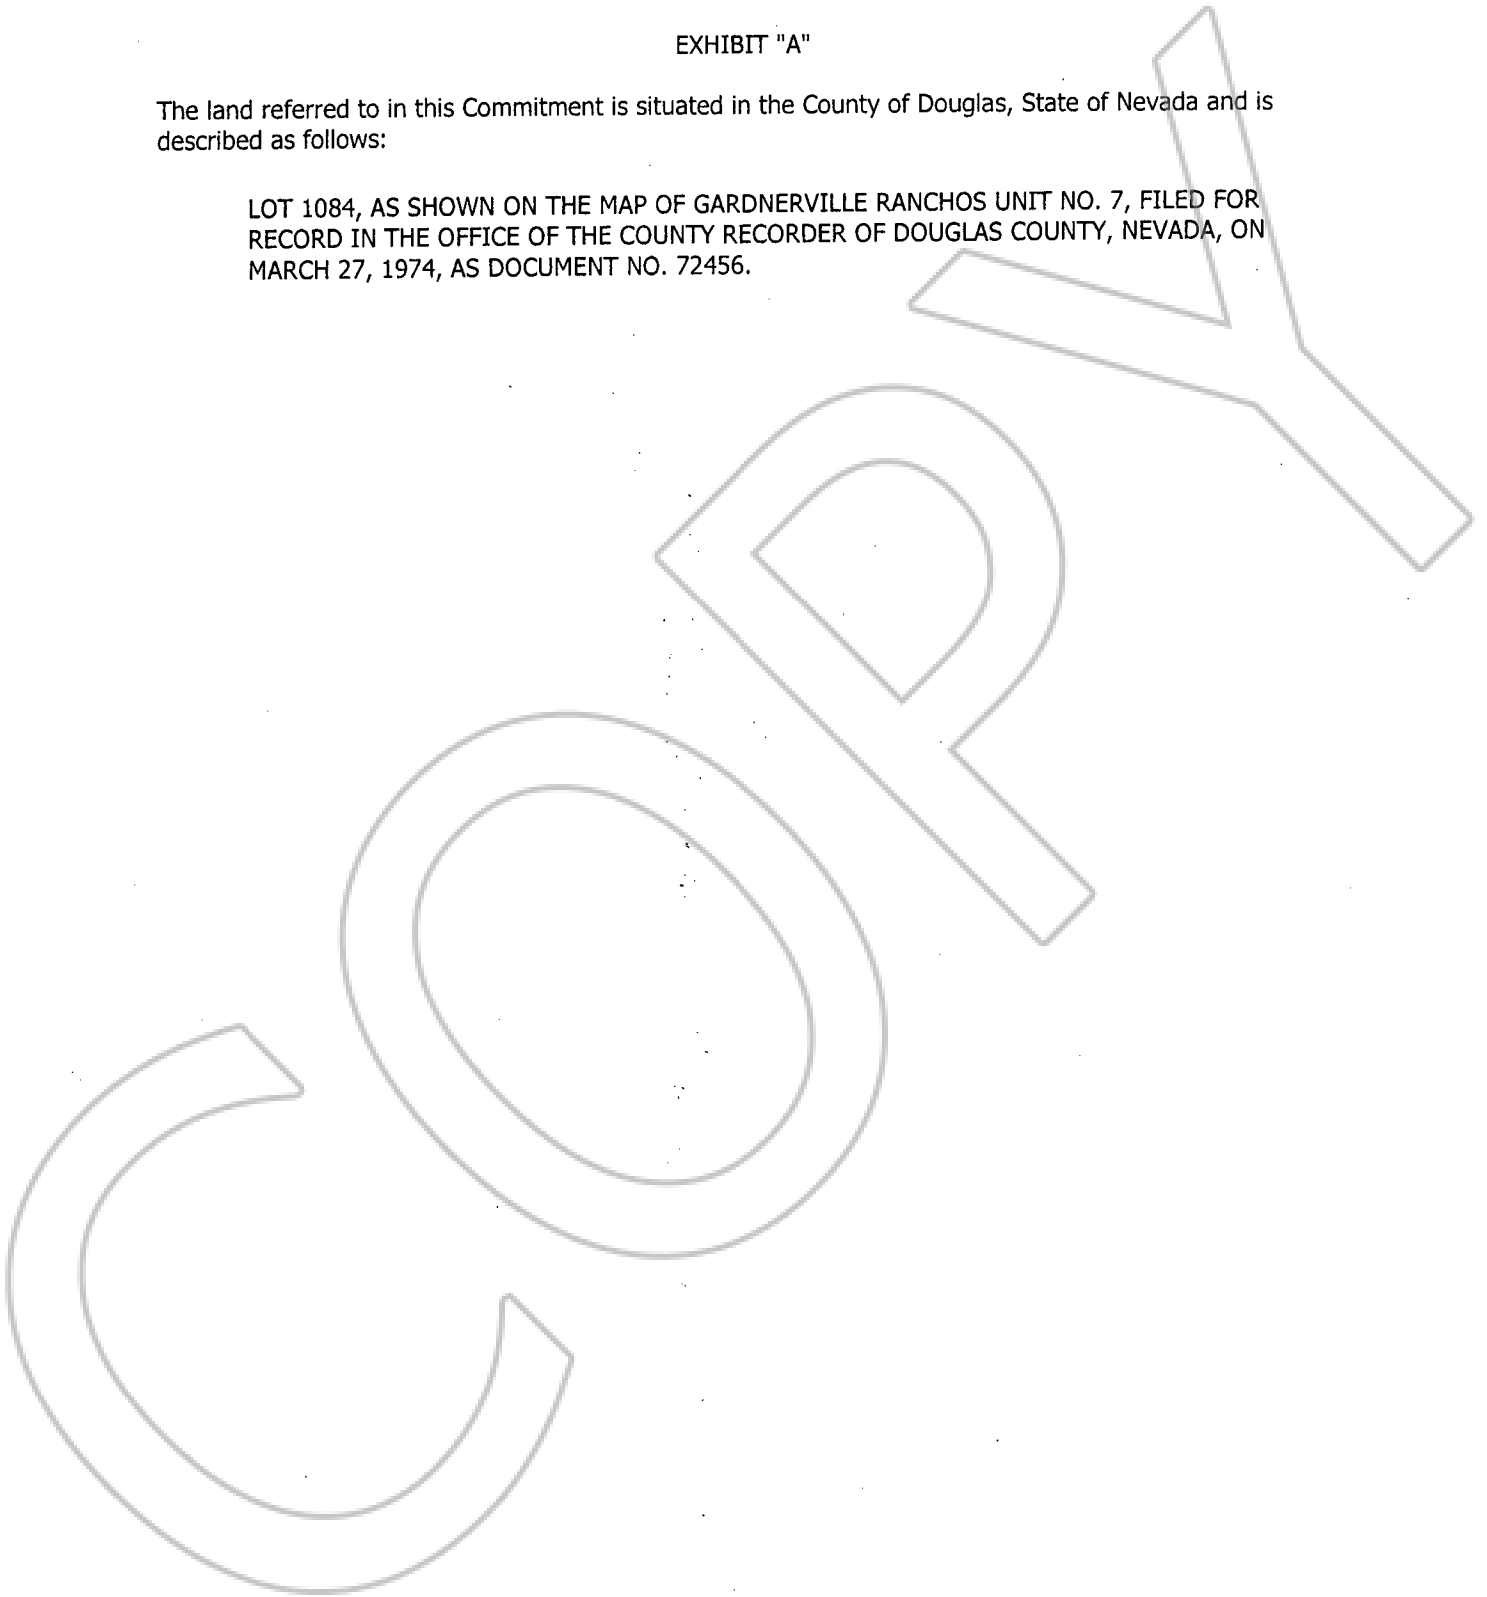 EXHIBIT "A"
The land referred to in this Commitment is situated in the County of Douglas, State of Nevada and is
described as follows:
LOT 1084, AS SHOWN ON THE MAP OF GARDNERVILLE RANCHOS UNIT NO. 7, FILED FOR
RECORD IN THE OFFICE OF THE COUNTY RECORDER OF DOUGLAS COUNTY, NEVADA, ON
MARCH 27, 1974, AS DOCUMENT NO. 72456.
COPY